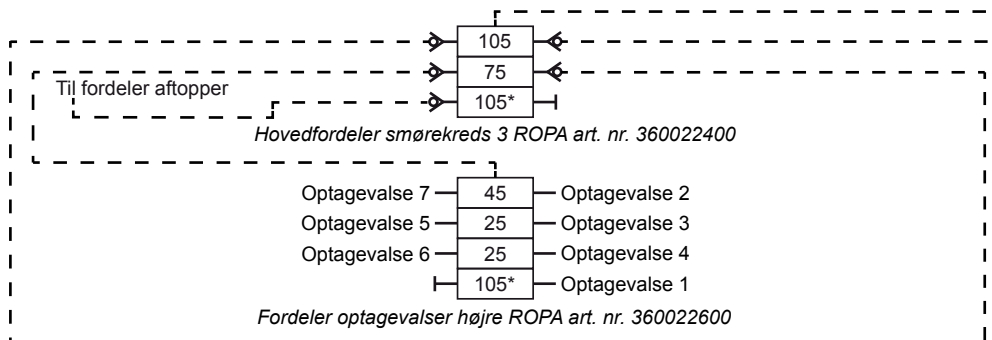 105
75
Til fordeler aftopper
105*
Hovedfordeler smørekreds 3 ROPA art. nr. 360022400
Optagevalse 7 45 Optagevalse 2
Optagevalse 5 25 Optagevalse 3
Optagevalse 6 25 Optagevalse 4
105* Optagevalse 1
Fordeler optagevalser højre ROPA art. nr. 360022600